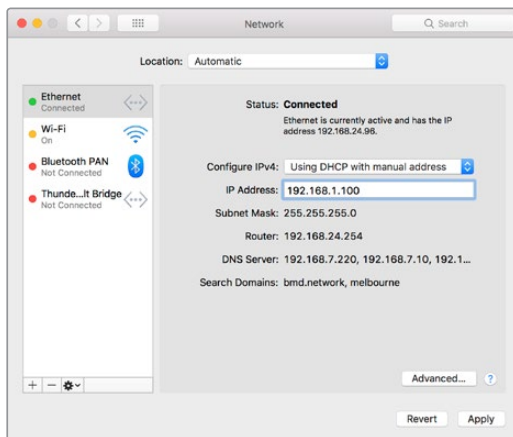 Network
Search
Location: Automatic
Ethernet
Connected
Wi-Fi
On
Bluetooth PAN
Not Connected
Thunde...lt Bridge
Not Connected
Status: Connected
Ethernet is currently active and has the IP
address 192.168.24.96.
Configure IPv4: Using DHCP with manual address
IP Address: 192.168.1.100
Subnet Mask: 255.255.255.0
Router: 192.168.24.254
DNS Server: 192.168.7.220, 192.168.7.10, 192.1...
Search Domains: bmd.network, melbourne
Advanced... ?
Revert Apply